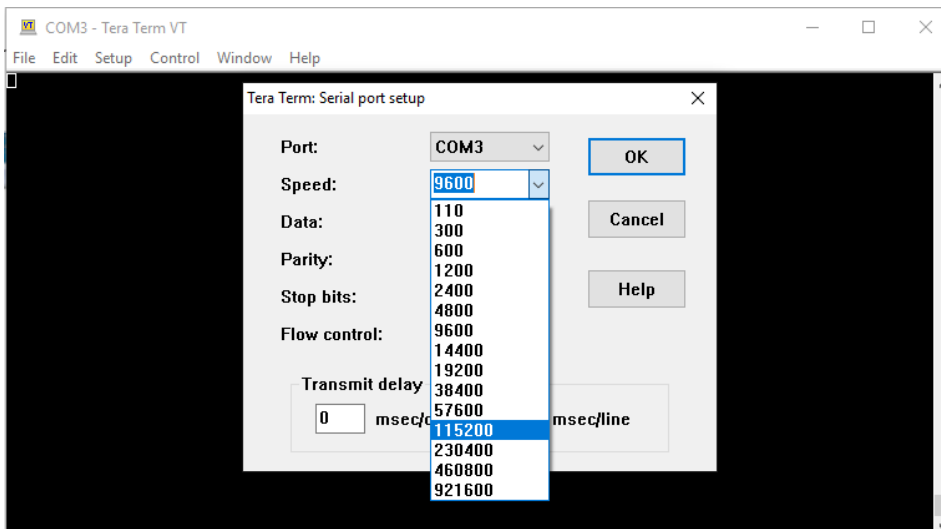 VT COM3 - Tera Term VT
File Edit Setup Control Window Help
Tera Term: Serial port setup
Port: COM3 OK
Speed: 9600
110
Data: Cancel
300
600
Parity:
1200
2400 Help
Stop bits:
4800
Flow control: 9600
14400
19200
Transmit delay 38400
57600
0 msec/c msec/line
115200
230400
460800
921600